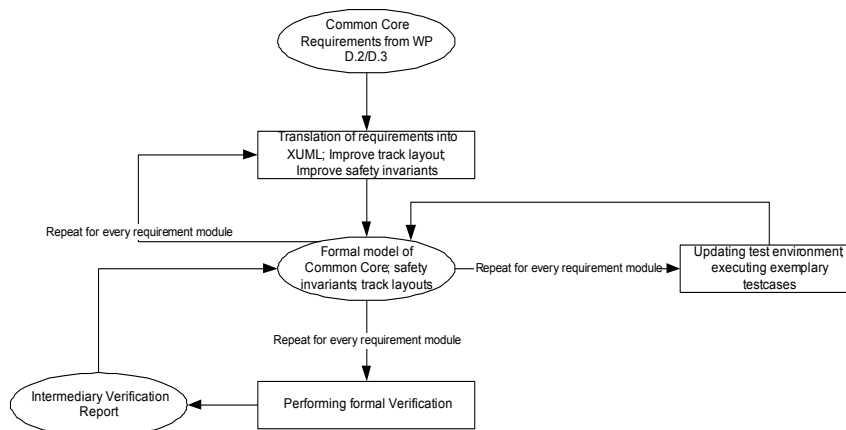 Common Core
Requirements from WP
D.2/D.3
Translation of requirements into
XUML; Improve track layout;
Improve safety invariants
Repeat for every requirement module
Formal model of
Common Core; safety
invariants; track layouts
Repeat for every requirement module
Updating test environment;
executing exemplary
testcases
Repeat for every requirement module
Intermediary Verification
Report
Performing formal Verification